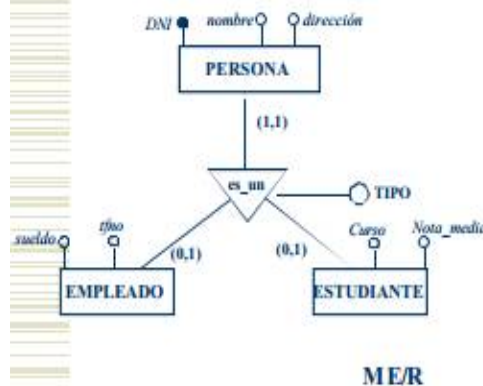 DNI nombre dirección
PERSONA
(1,1)
es_un
TIPO
sueldo tfno Curso Nota_media
(0,1) (0,1)
EMPLEADO ESTUDIANTE
ME/R